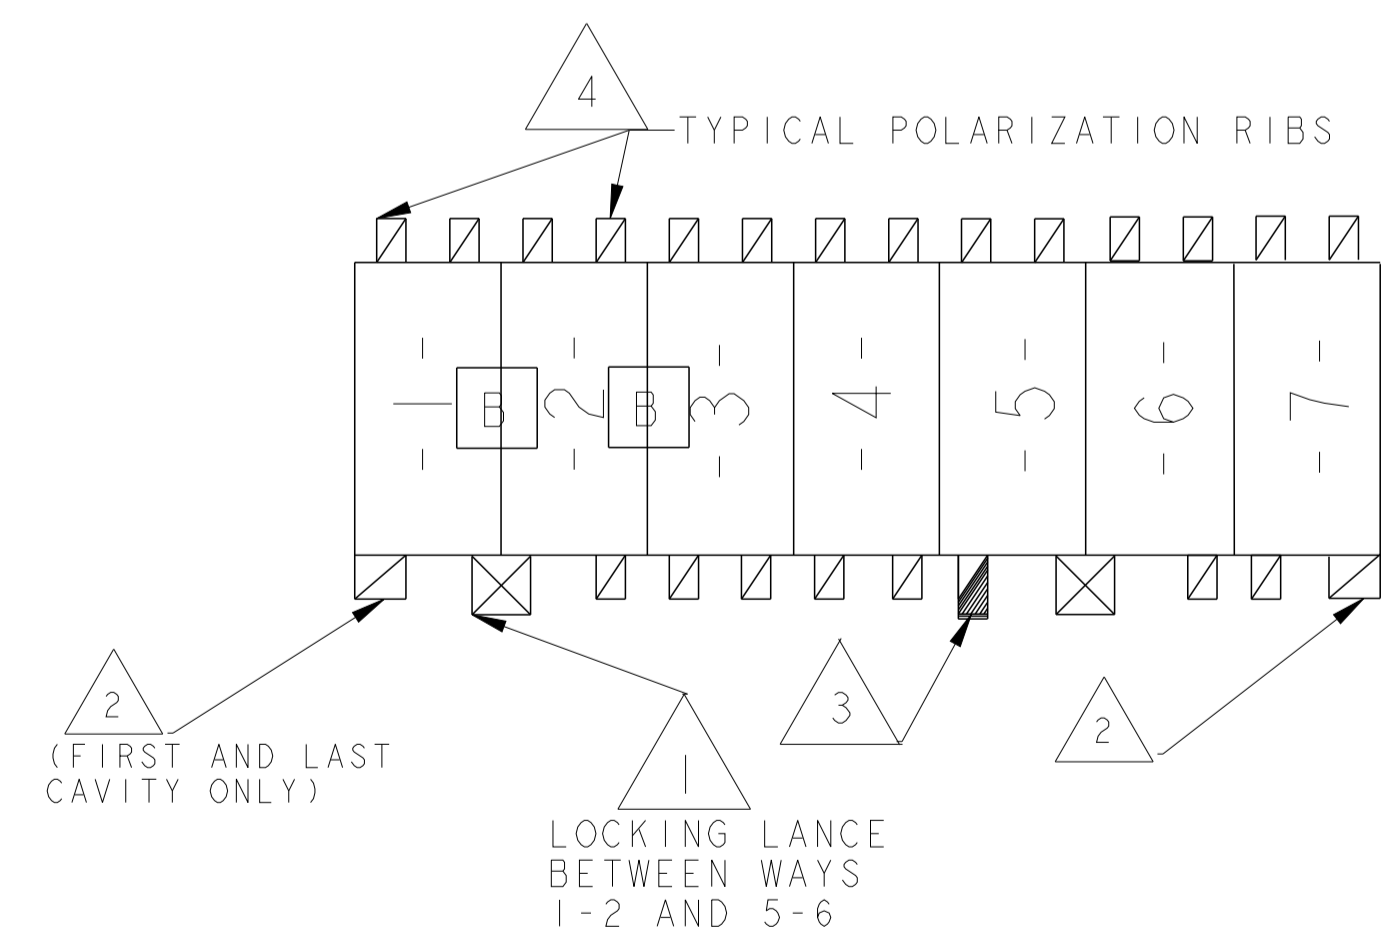 4
TYPICAL POLARIZATION RIBS
-1-
B
-2-
B
-3-
-4-
-5-
-6-
-7-
2
(FIRST AND LAST
CAVITY ONLY)
1
LOCKING LANCE
BETWEEN WAYS
1-2 AND 5-6
3
2